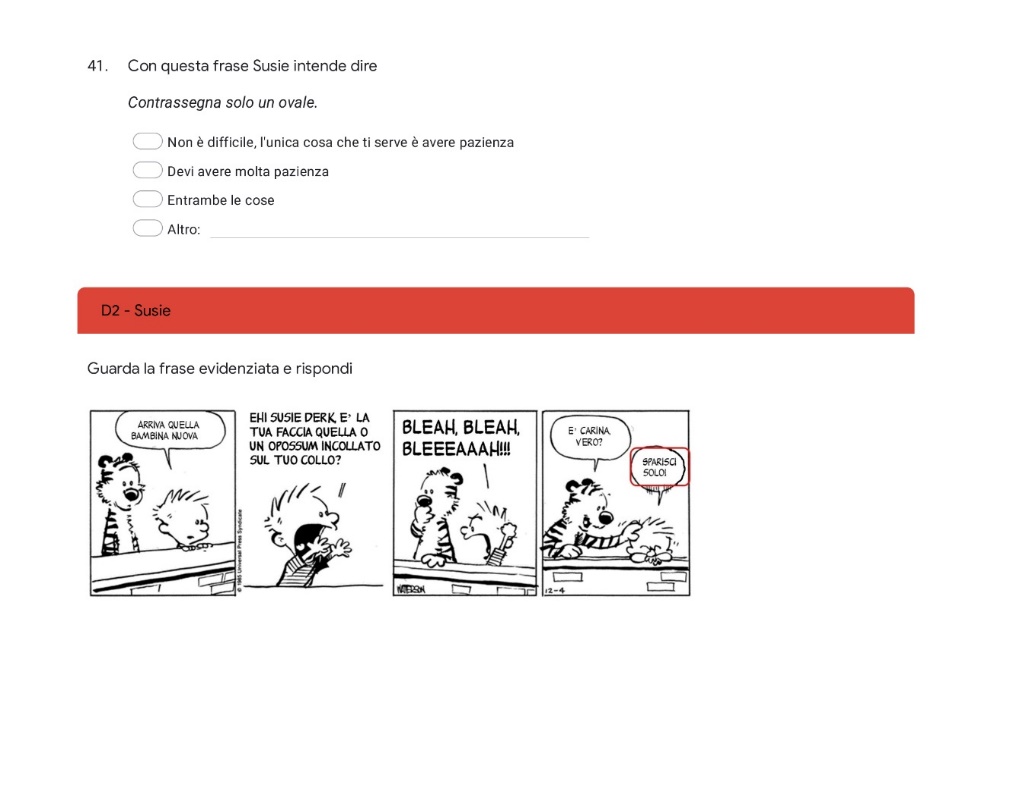 41. Con questa frase Susie intende dire
Contrassegna solo un ovale.
Non è difficile, l'unica cosa che ti serve è avere pazienza
Devi avere molta pazienza
Entrambe le cose
Altro:
D2 - Susie
Guarda la frase evidenziata e rispondi
ARRIVA QUELLA
BAMBINA NUOVA
EHI SUSIE DERK, E' LA
TUA FACCIA QUELLA O
UN OPOSSUM INCOLLATO
SUL TUO COLLO?
BLEAH, BLEAH,
BLEEEAAAH!!!
E' CARINA,
VERO?
SPARISCI
SOLO!
© 1985 Universal Press Syndicate
WATTERSON
12-4